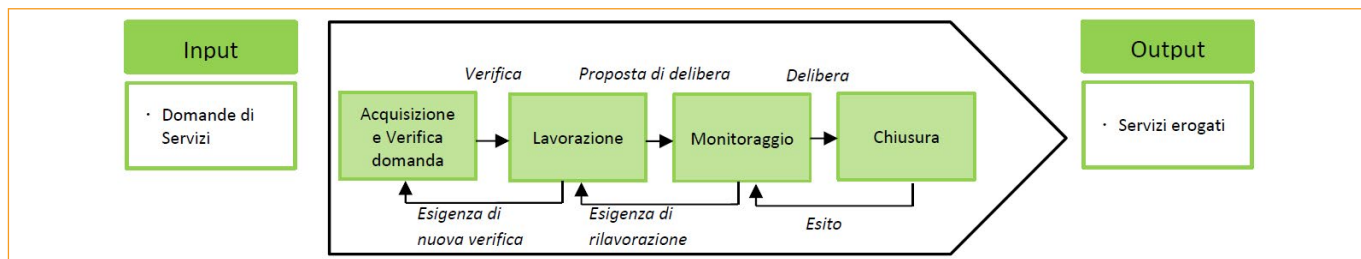 Input
· Domande di
Servizi
Verifica
Proposta di delibera
Delibera
Acquisizione
e Verifica
domanda
Lavorazione
Monitoraggio
Chiusura
Esigenza di
nuova verifica
Esigenza di
rilavorazione
Esito
Output
· Servizi erogati